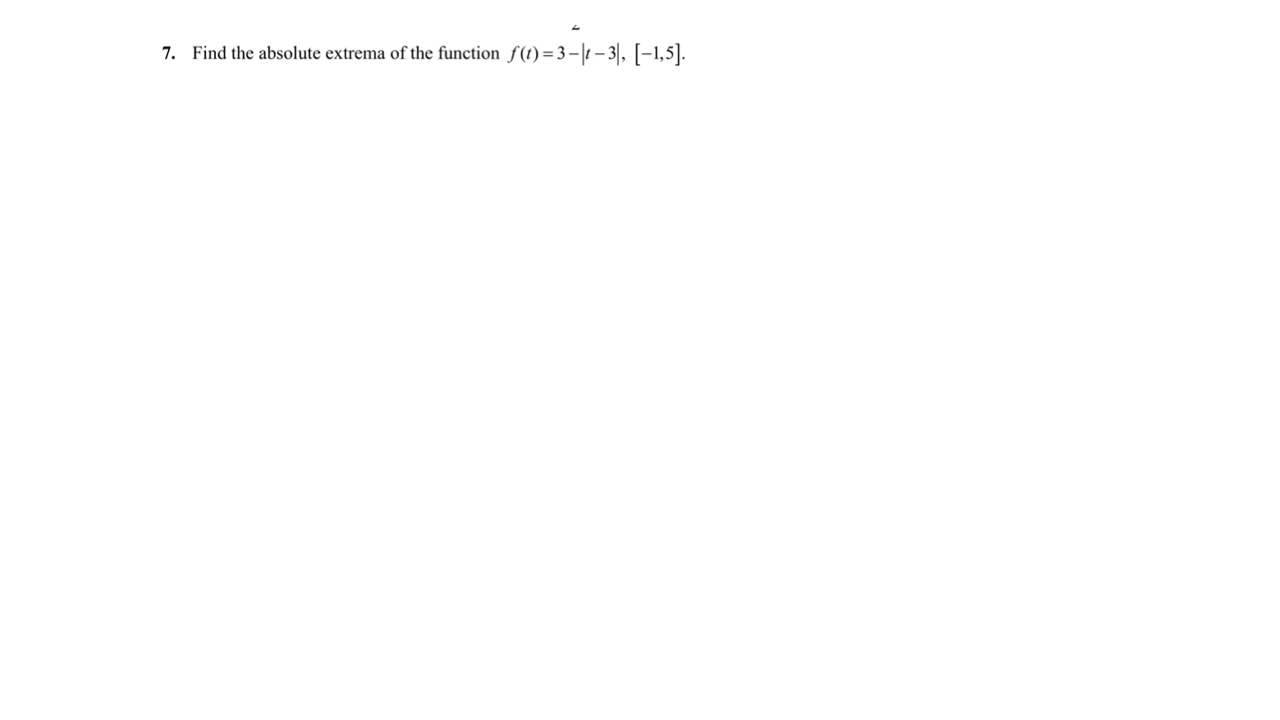 7. Find the absolute extrema of the function f(t)=3−|t−3|, [−1,5].